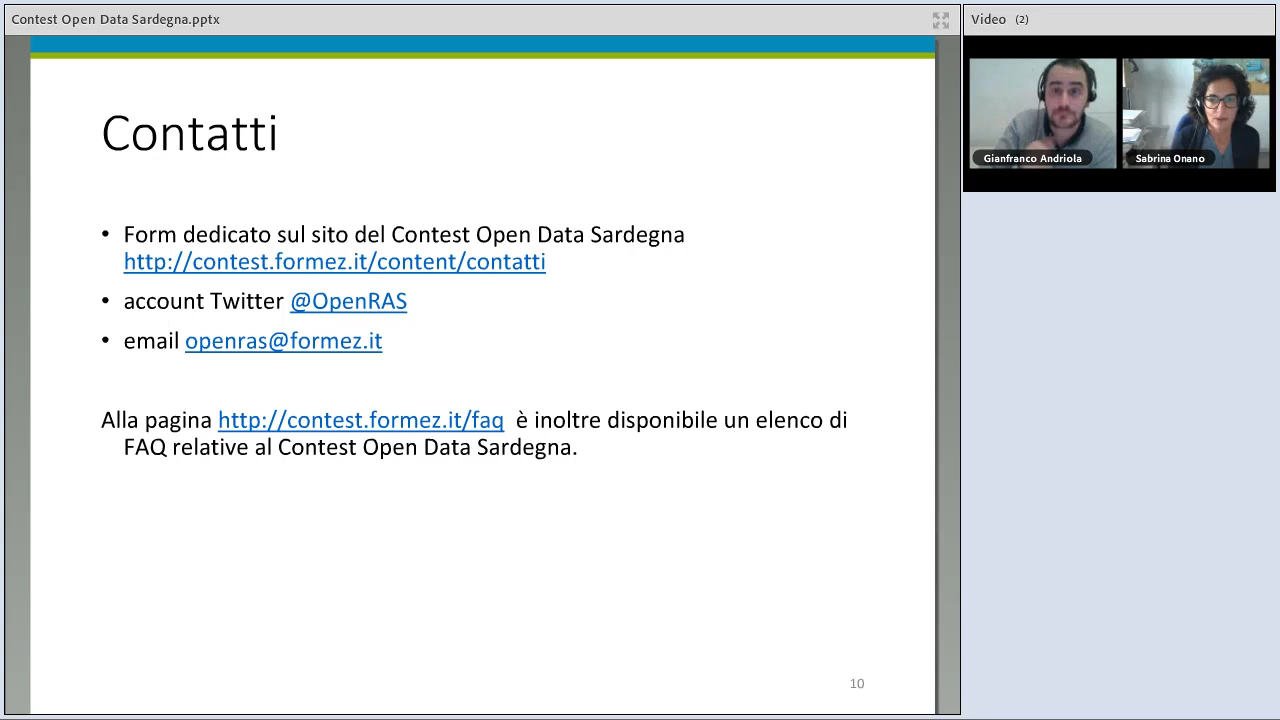 Contest Open Data Sardegna.pptx
Video (2)
Gianfranco Andriola
Sabrina Onano
Contatti
• Form dedicato sul sito del Contest Open Data Sardegna
http://contest.formez.it/content/contatti
• account Twitter @OpenRAS
• email openras@formez.it
Alla pagina http://contest.formez.it/faq è inoltre disponibile un elenco di
FAQ relative al Contest Open Data Sardegna.
10